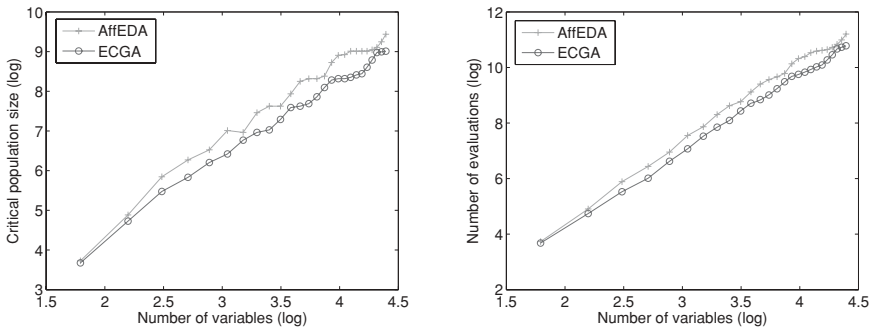 10
9
8
7
6
5
4
3
1.5 2 2.5 3 3.5 4 4.5
Critical population size (log)
Number of variables (log)
AffEDA
ECGA
12
10
8
6
4
2
1.5 2 2.5 3 3.5 4 4.5
Number of evaluations (log)
Number of variables (log)
AffEDA
ECGA